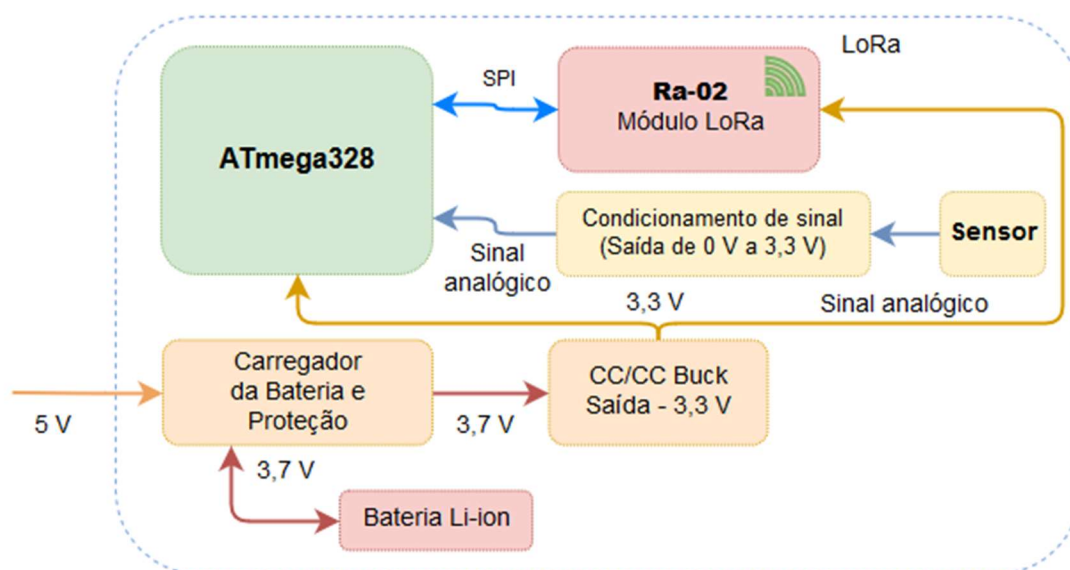 LoRa
SPI
Ra-02
Módulo LoRa
ATmega328
Condicionamento de sinal
(Saída de 0 V a 3,3 V)
Sensor
Sinal
analógico
3,3 V
Sinal analógico
Carregador
da Bateria e
Proteção
CC/CC Buck
Saída - 3,3 V
5 V
3,7 V
3,7 V
Bateria Li-ion